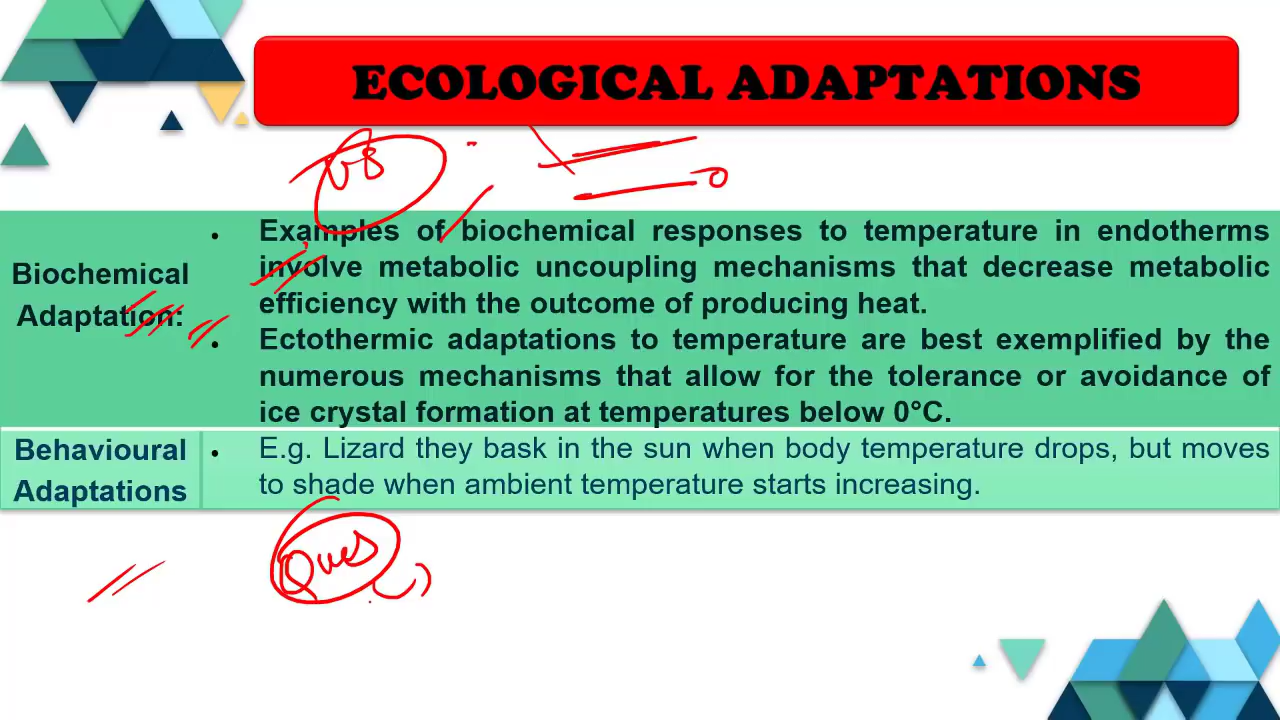 ECOLOGICAL ADAPTATIONS
Biochemical
Adaptation:
• Examples of biochemical responses to temperature in endotherms
involve metabolic uncoupling mechanisms that decrease metabolic
efficiency with the outcome of producing heat.
• Ectothermic adaptations to temperature are best exemplified by the
numerous mechanisms that allow for the tolerance or avoidance of
ice crystal formation at temperatures below 0°C.
Behavioural
Adaptations
• E.g. Lizard they bask in the sun when body temperature drops, but moves
to shade when ambient temperature starts increasing.
Ques